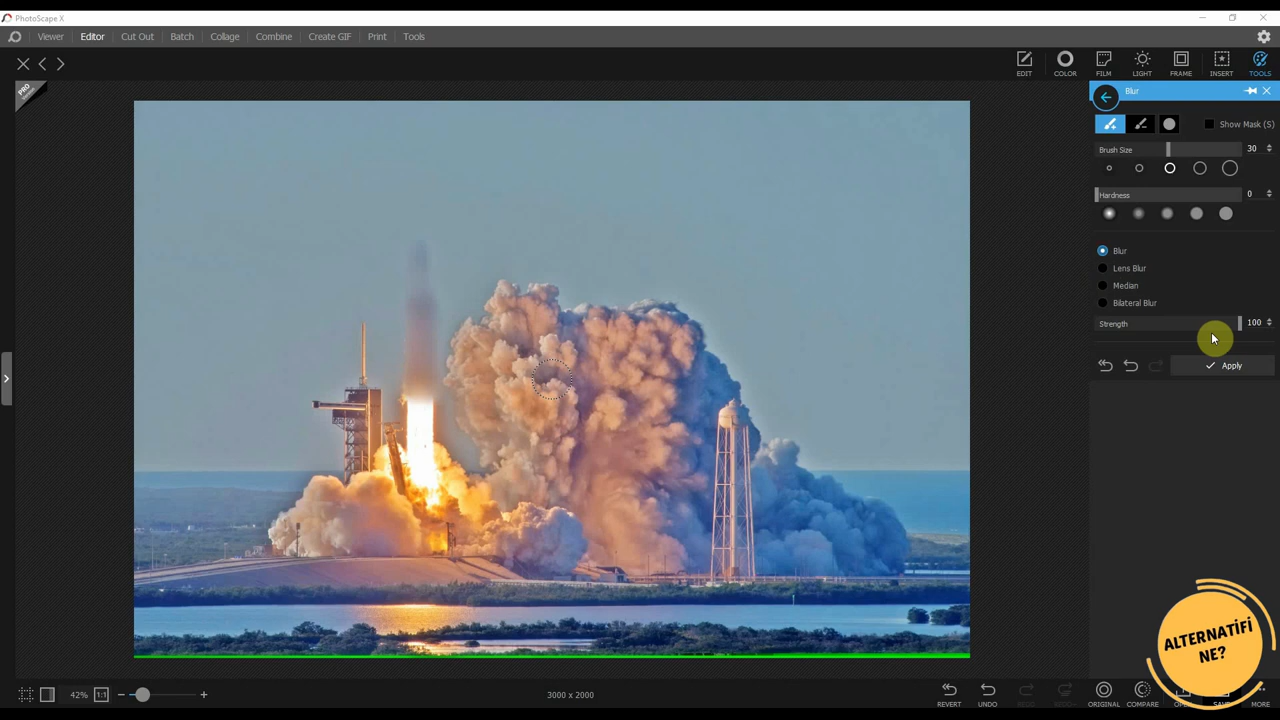 PhotoScape X
Viewer Editor Cut Out Batch Collage Combine Create GIF Print Tools
EDIT COLOR FILM LIGHT FRAME INSERT TOOLS
PRO
Blur
Show Mask (S)
Brush Size 30
Hardness 0
Blur
Lens Blur
Median
Bilateral Blur
Strength 100
Apply
ALTERNATİFİ
NE?
42% 1:1 3000 x 2000
REVERT UNDO ORIGINAL COMPARE MORE